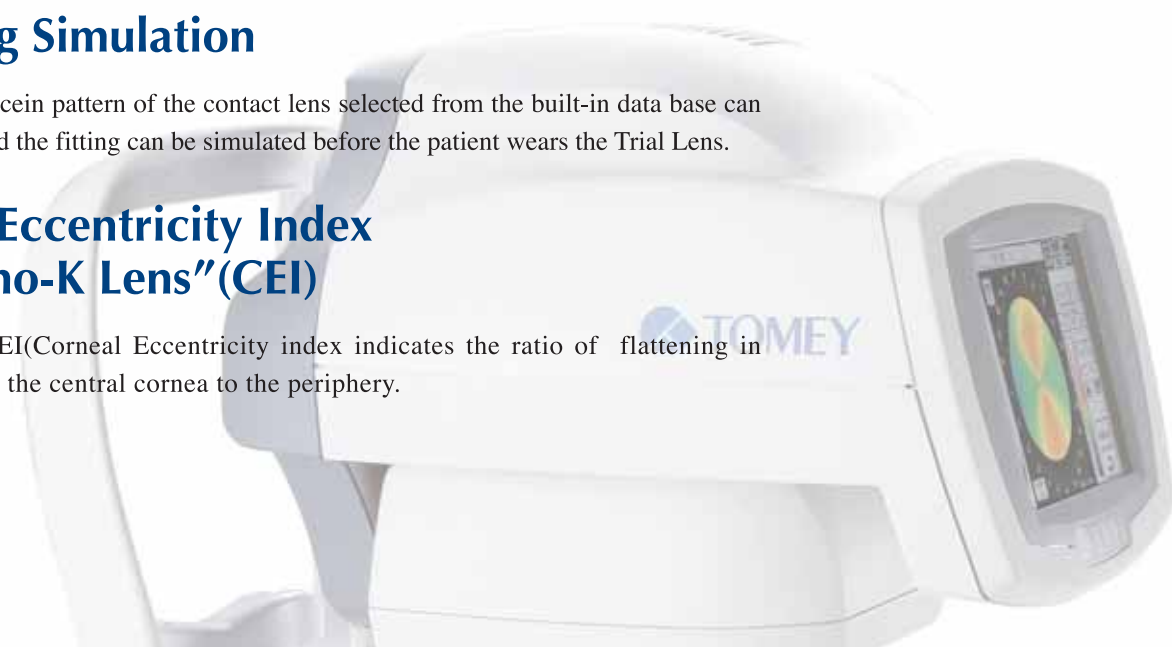 g Simulation
cein pattern of the contact lens selected from the built-in data base can
d the fitting can be simulated before the patient wears the Trial Lens.
Eccentricity Index
no-K Lens”(CEI)
EI(Corneal Eccentricity index indicates the ratio of flattening in
the central cornea to the periphery.
TOMEY